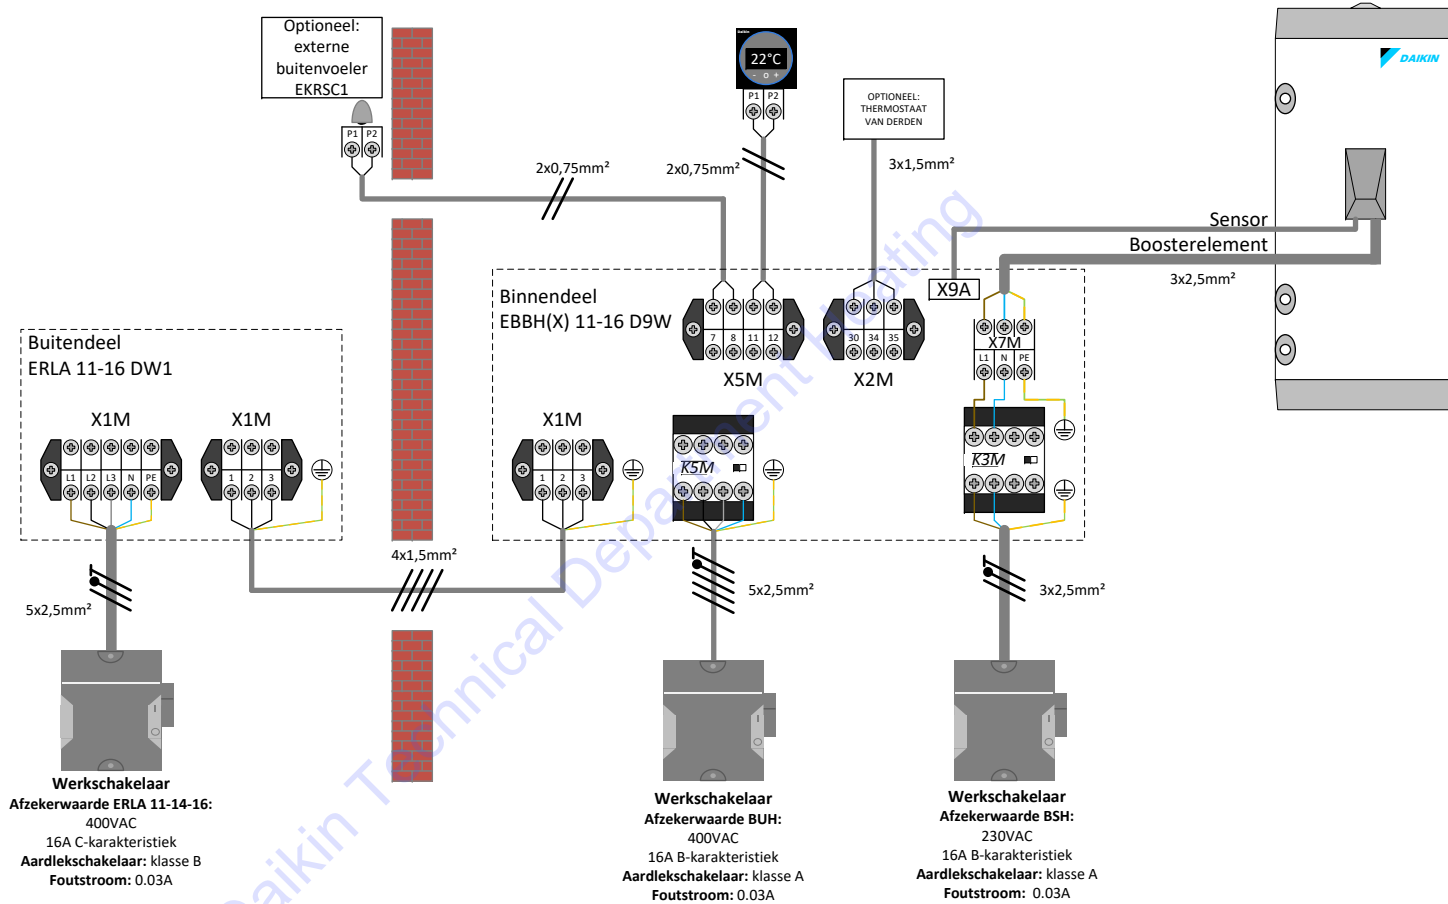 Optioneel:
externe
buitenvoeler
EKRSC1
P1 P2
Daikin
22°C
- o +
P1 P2
OPTIONEEL:
THERMOSTAAT
VAN DERDEN
DAIKIN
2x0,75mm²
2x0,75mm²
3x1,5mm²
Sensor
Boosterelement
3x2,5mm²
X9A
Binnendeel
EBBH(X) 11-16 D9W
7 8 11 12
X5M
30 34 35
X2M
X7M
L1 N PE
Buitendeel
ERLA 11-16 DW1
X1M
L1 L2 L3 N PE
X1M
1 2 3
X1M
1 2 3
K5M
K3M
4x1,5mm²
5x2,5mm²
5x2,5mm²
3x2,5mm²
I
O
I
O
I
O
Werkschakelaar
Afzekerwaarde ERLA 11-14-16:
400VAC
16A C-karakteristiek
Aardlekschakelaar: klasse B
Foutstroom: 0.03A
Werkschakelaar
Afzekerwaarde BUH:
400VAC
16A B-karakteristiek
Aardlekschakelaar: klasse A
Foutstroom: 0.03A
Werkschakelaar
Afzekerwaarde BSH:
230VAC
16A B-karakteristiek
Aardlekschakelaar: klasse A
Foutstroom: 0.03A
Daikin Technical Department Heating